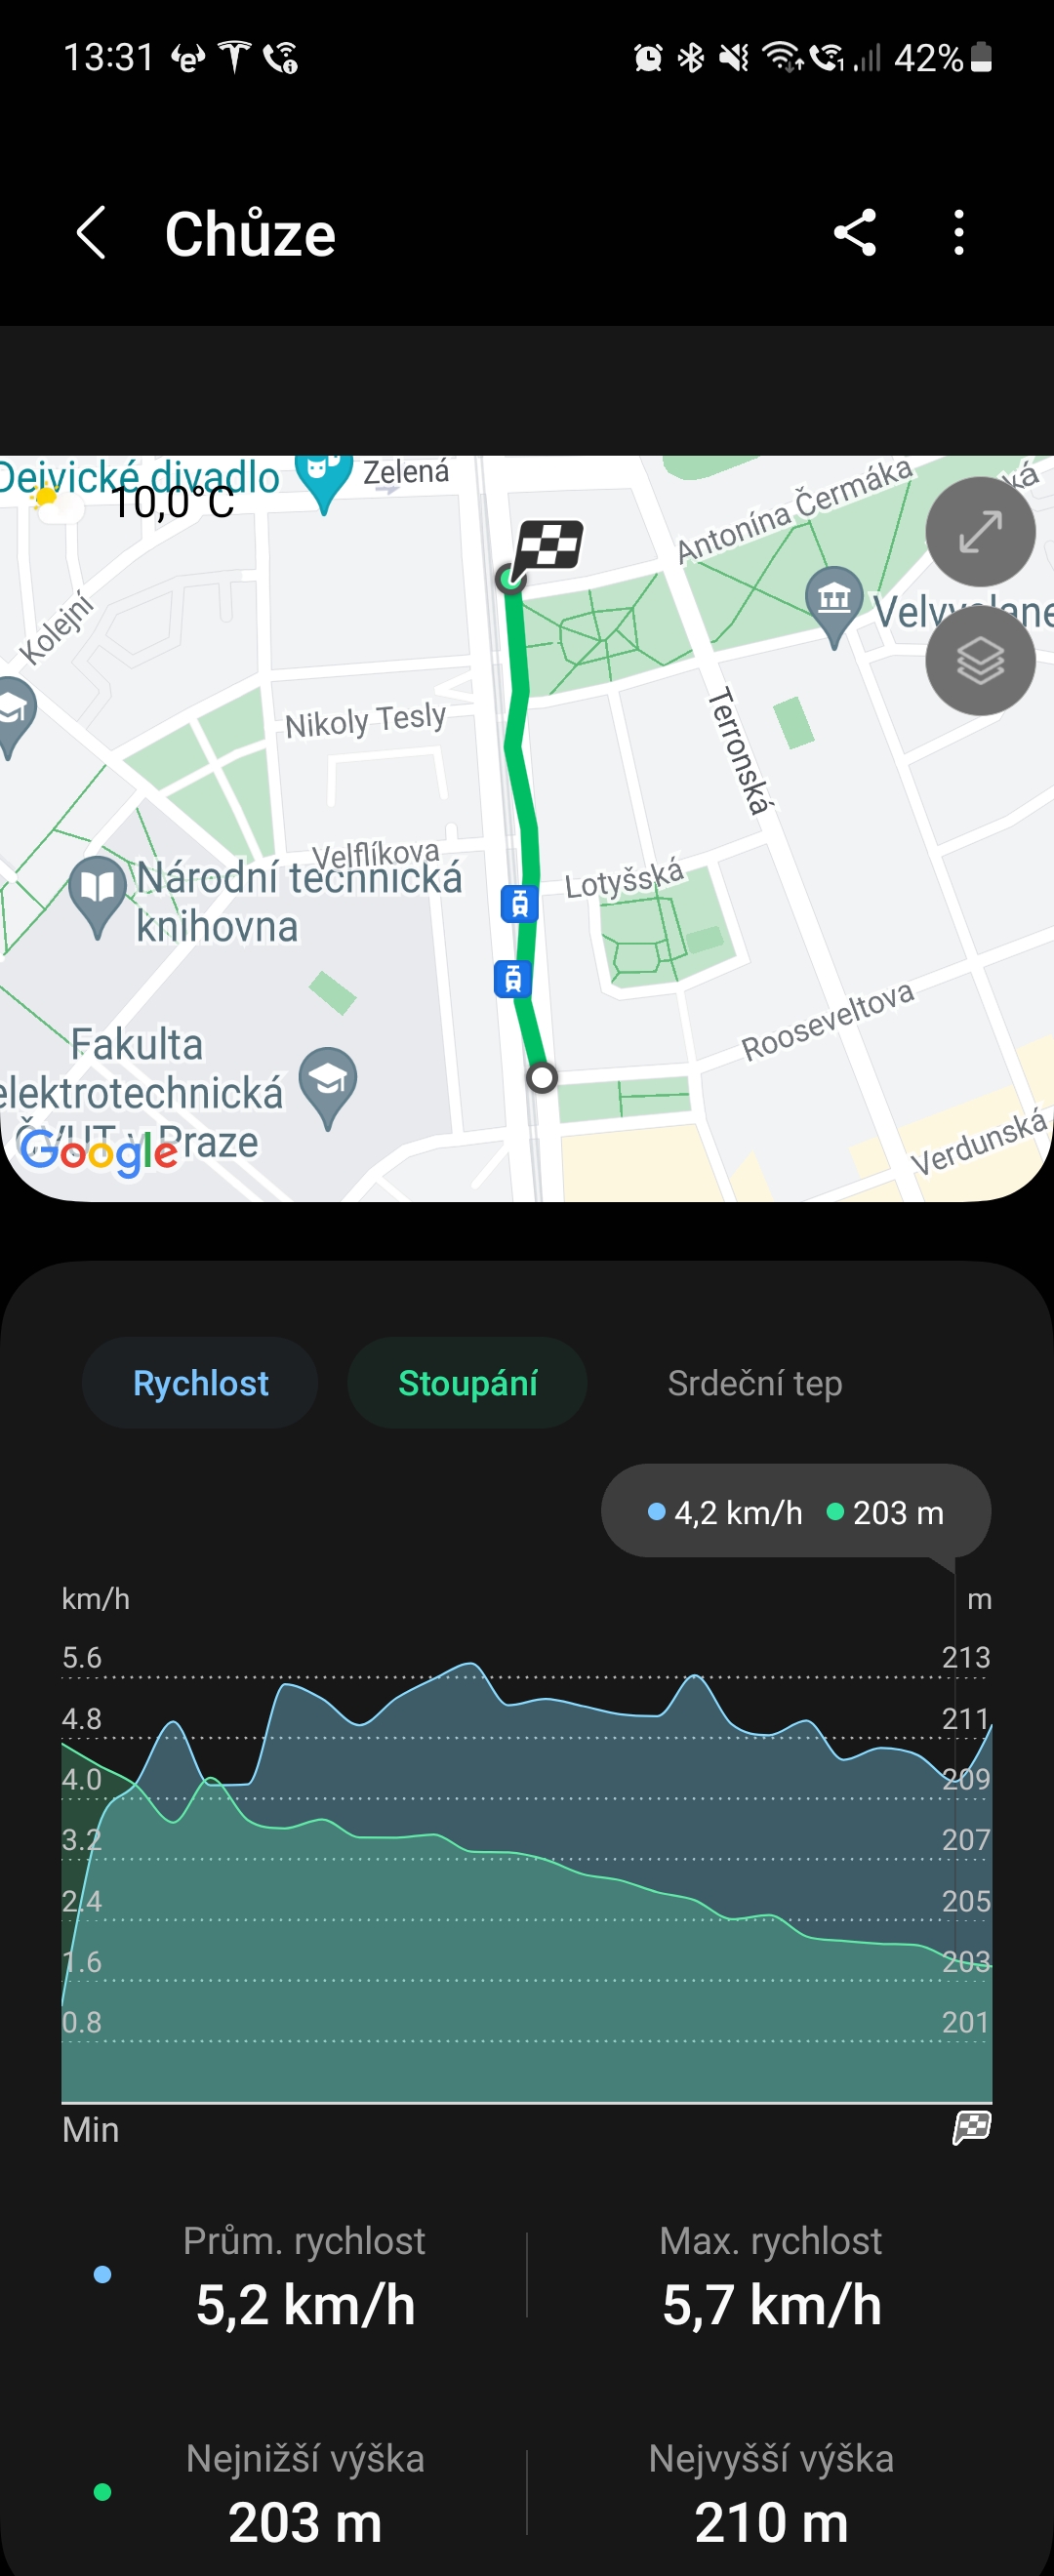 13:31
42%
Chůze
Dejvické divadlo
Zelená
10,0°C
Antonína Čermáka
Kolejní
Nikoly Tesly
Terronská
Velflíkova
Národní technická
knihovna
Lotyšská
Rooseveltova
Fakulta
elektrotechnická
ČVUT v Praze
Verdunská
Google
Rychlost
Stoupání
Srdeční tep
4,2 km/h 203 m
km/h m
5.6 213
4.8 211
4.0 209
3.2 207
2.4 205
1.6 203
0.8 201
Min
Prům. rychlost Max. rychlost
5,2 km/h 5,7 km/h
Nejnižší výška Nejvyšší výška
203 m 210 m